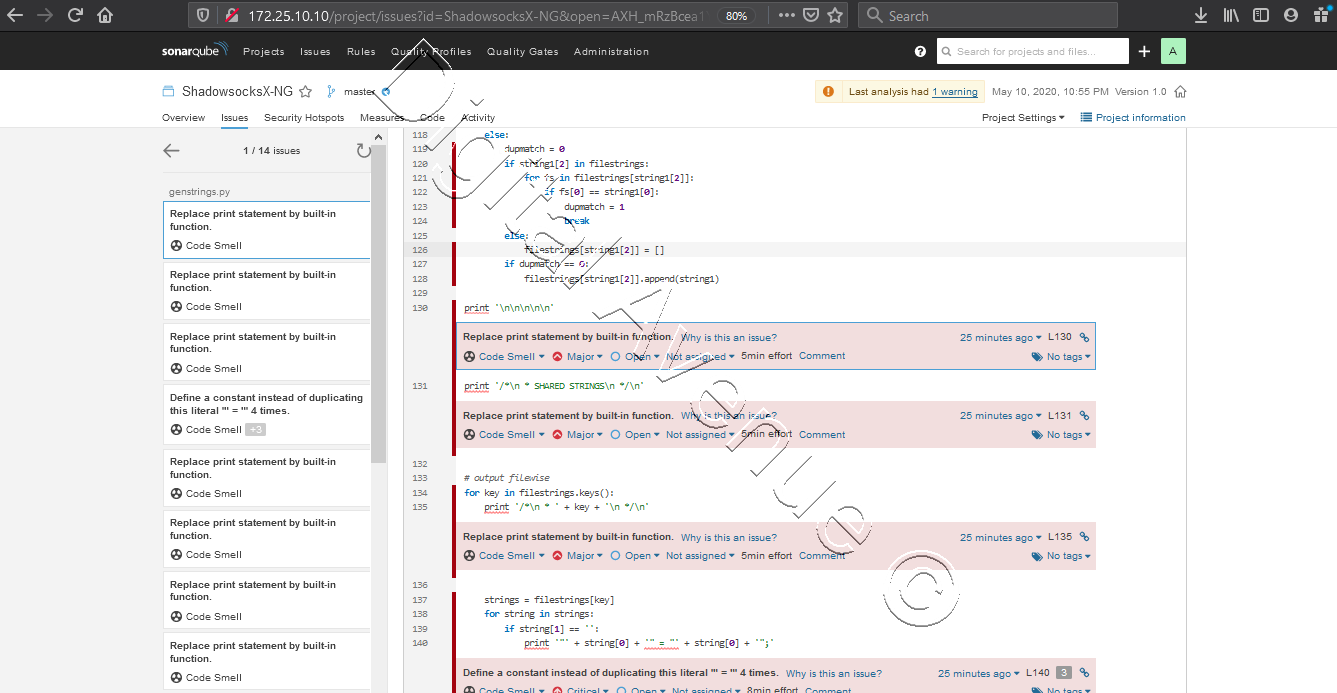 172.25.10.10/project/issues?id=ShadowsocksX-NG&open=AXH_mRzBcea1
80%
Search
sonarqube Projects Issues Rules Quality Profiles Quality Gates Administration
Search for projects and files...
A
ShadowsocksX-NG master
Last analysis had 1 warning May 10, 2020, 10:55 PM Version 1.0
Overview Issues Security Hotspots Measures Code Activity
Project Settings Project information
1 / 14 issues
genstrings.py
Replace print statement by built-in
function.
Code Smell
Replace print statement by built-in
function.
Code Smell
Replace print statement by built-in
function.
Code Smell
Define a constant instead of duplicating
this literal "' = '" 4 times.
Code Smell +3
Replace print statement by built-in
function.
Code Smell
Replace print statement by built-in
function.
Code Smell
Replace print statement by built-in
function.
Code Smell
Replace print statement by built-in
function.
Code Smell
118 else:
119 dupmatch = 0
120 if string1[2] in filestrings:
121 for fs in filestrings[string1[2]]:
122 if fs[0] == string1[0]:
123 dupmatch = 1
124 break
125 else:
126 filestrings[string1[2]] = []
127 if dupmatch == 0:
128 filestrings[string1[2]].append(string1)
129
130 print '\n\n\n\n\n'
Replace print statement by built-in function. Why is this an issue? 25 minutes ago L130
Code Smell Major Open Not assigned 5min effort Comment No tags
131 print '/*\n * SHARED STRINGS\n */\n'
Replace print statement by built-in function. Why is this an issue? 25 minutes ago L131
Code Smell Major Open Not assigned 5min effort Comment No tags
132
133 # output filewise
134 for key in filestrings.keys():
135 print '/*\n * ' + key + '\n */\n'
Replace print statement by built-in function. Why is this an issue? 25 minutes ago L135
Code Smell Major Open Not assigned 5min effort Comment No tags
136
137 strings = filestrings[key]
138 for string in strings:
139 if string[1] == '':
140 print '"' + string[0] + '" = "' + string[0] + '";'
Define a constant instead of duplicating this literal "' = '" 4 times. Why is this an issue? 25 minutes ago L140 3
Code Smell Critical Open Not assigned 8min effort Comment No tags
Digital Avenue ©